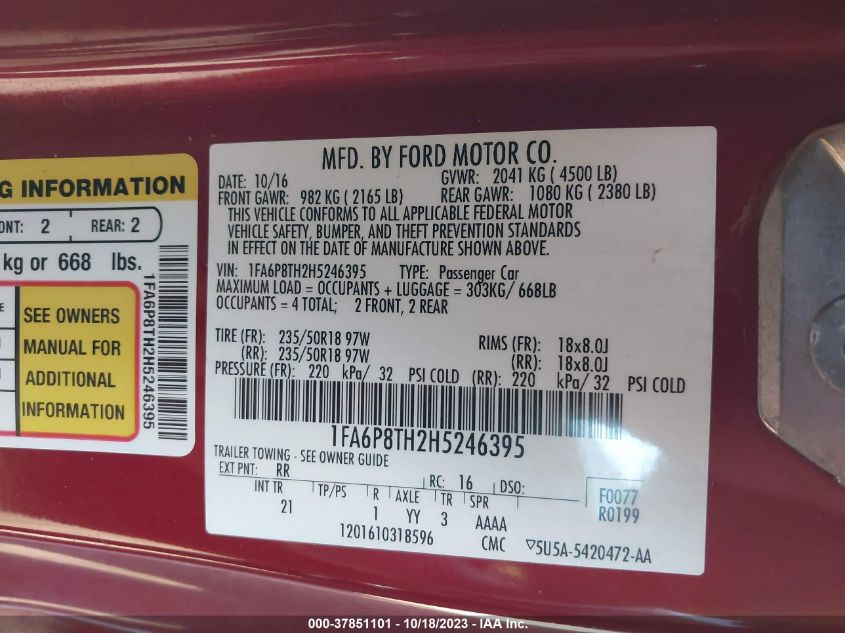 MFD. BY FORD MOTOR CO.
DATE: 10/16 GVWR: 2041 KG ( 4500 LB)
FRONT GAWR: 982 KG ( 2165 LB) REAR GAWR: 1080 KG ( 2380 LB)
THIS VEHICLE CONFORMS TO ALL APPLICABLE FEDERAL MOTOR
VEHICLE SAFETY, BUMPER, AND THEFT PREVENTION STANDARDS
IN EFFECT ON THE DATE OF MANUFACTURE SHOWN ABOVE.
VIN: 1FA6P8TH2H5246395 TYPE: Passenger Car
MAXIMUM LOAD = OCCUPANTS + LUGGAGE = 303KG/ 668LB
OCCUPANTS = 4 TOTAL; 2 FRONT, 2 REAR
TIRE (FR): 235/50R18 97W RIMS (FR): 18x8.0J
(RR): 235/50R18 97W (RR): 18x8.0J
PRESSURE (FR): 220 kPa/ 32 PSI COLD (RR): 220 kPa/ 32 PSI COLD
1FA6P8TH2H5246395
TRAILER TOWING - SEE OWNER GUIDE
EXT PNT: RR RC: 16 DSO:
INT TR TP/PS R AXLE TR SPR
21 1 YY 3 AAAA
F0077
R0199
1201610318596 CMC ▽5U5A-5420472-AA
INFORMATION
2 REAR: 2
kg or 668 lbs.
SEE OWNERS
MANUAL FOR
ADDITIONAL
INFORMATION
1FA6P8TH2H5246395
000-37851101 - 10/18/2023 - IAA Inc.